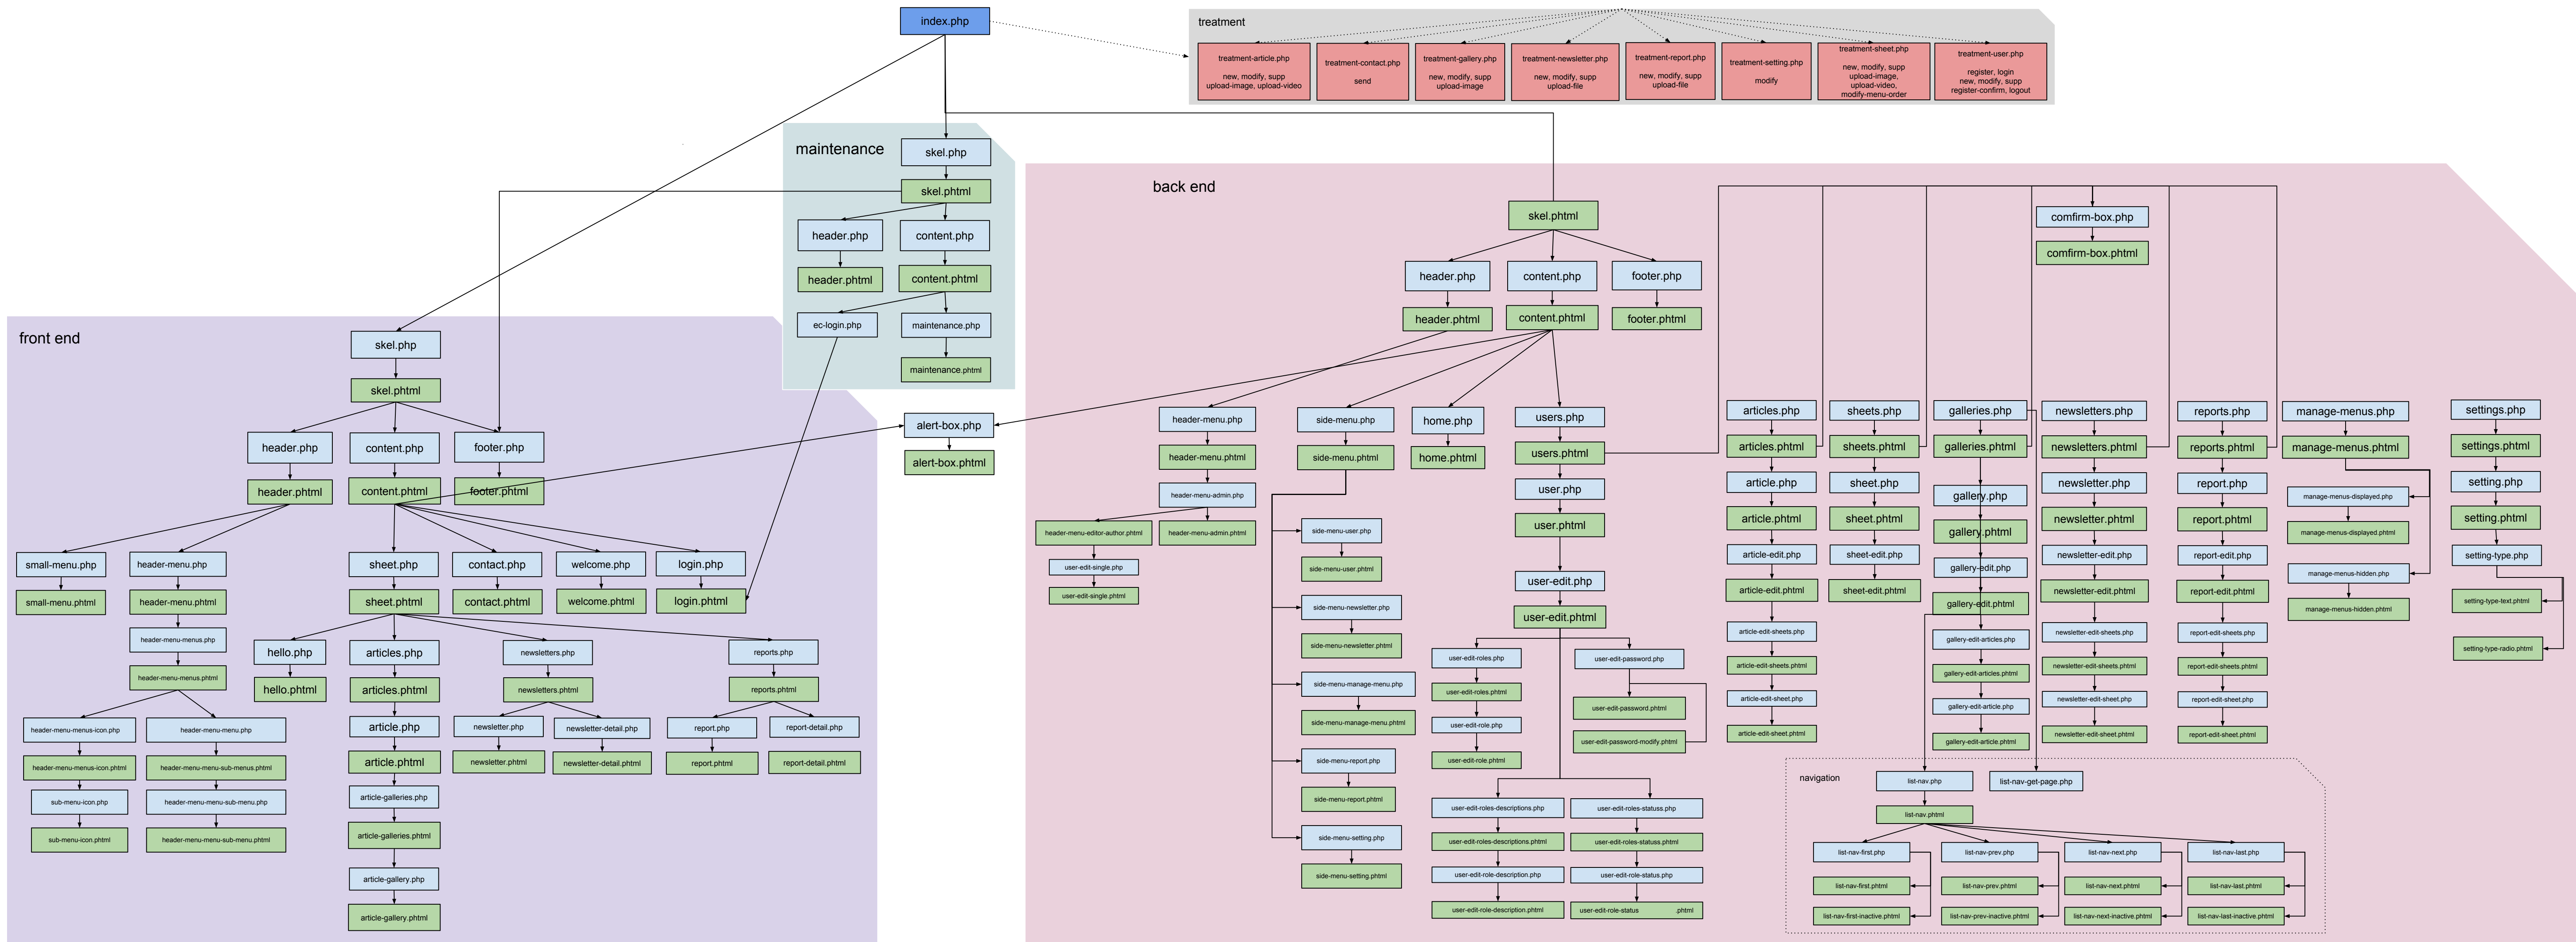 index.php
treatment
treatment-article.php
new, modify, supp
upload-image, upload-video
treatment-contact.php
send
treatment-gallery.php
new, modify, supp
upload-image
treatment-newsletter.php
new, modify, supp
upload-file
treatment-report.php
new, modify, supp
upload-file
treatment-setting.php
modify
treatment-sheet.php
new, modify, supp
upload-image,
upload-video,
modify-menu-order
treatment-user.php
register, login
new, modify, supp
register-confirm, logout
maintenance
skel.php
skel.phtml
header.php
content.php
header.phtml
content.phtml
ec-login.php
maintenance.php
maintenance.phtml
alert-box.php
alert-box.phtml
front end
skel.php
skel.phtml
header.php
content.php
footer.php
header.phtml
content.phtml
footer.phtml
small-menu.php
header-menu.php
sheet.php
contact.php
welcome.php
login.php
small-menu.phtml
header-menu.phtml
sheet.phtml
contact.phtml
welcome.phtml
login.phtml
header-menu-menus.php
header-menu-menus.phtml
hello.php
articles.php
newsletters.php
reports.php
hello.phtml
articles.phtml
newsletters.phtml
reports.phtml
header-menu-menus-icon.php
header-menu-menu.php
article.php
newsletter.php
newsletter-detail.php
report.php
report-detail.php
header-menu-menus-icon.phtml
header-menu-menu-sub-menus.phtml
article.phtml
newsletter.phtml
newsletter-detail.phtml
report.phtml
report-detail.phtml
sub-menu-icon.php
header-menu-menu-sub-menu.php
article-galleries.php
sub-menu-icon.phtml
header-menu-menu-sub-menu.phtml
article-galleries.phtml
article-gallery.php
article-gallery.phtml
back end
skel.phtml
comfirm-box.php
comfirm-box.phtml
header.php
content.php
footer.php
header.phtml
content.phtml
footer.phtml
header-menu.php
header-menu.phtml
header-menu-admin.php
header-menu-editor-author.phtml
header-menu-admin.phtml
user-edit-single.php
user-edit-single.phtml
side-menu.php
side-menu.phtml
side-menu-user.php
side-menu-user.phtml
side-menu-newsletter.php
side-menu-newsletter.phtml
side-menu-manage-menu.php
side-menu-manage-menu.phtml
side-menu-report.php
side-menu-report.phtml
side-menu-setting.php
side-menu-setting.phtml
home.php
home.phtml
users.php
users.phtml
user.php
user.phtml
user-edit.php
user-edit.phtml
user-edit-roles.php
user-edit-roles.phtml
user-edit-role.php
user-edit-role.phtml
user-edit-password.php
user-edit-password.phtml
user-edit-password-modify.phtml
user-edit-roles-descriptions.php
user-edit-roles-descriptions.phtml
user-edit-role-description.php
user-edit-role-description.phtml
user-edit-roles-statuss.php
user-edit-roles-statuss.phtml
user-edit-role-status.php
user-edit-role-status .phtml
articles.php
articles.phtml
article.php
article.phtml
article-edit.php
article-edit.phtml
article-edit-sheets.php
article-edit-sheets.phtml
article-edit-sheet.php
article-edit-sheet.phtml
sheets.php
sheets.phtml
sheet.php
sheet.phtml
sheet-edit.php
sheet-edit.phtml
galleries.php
galleries.phtml
gallery.php
gallery.phtml
gallery-edit.php
gallery-edit.phtml
gallery-edit-articles.php
gallery-edit-articles.phtml
gallery-edit-article.php
gallery-edit-article.phtml
newsletters.php
newsletters.phtml
newsletter.php
newsletter.phtml
newsletter-edit.php
newsletter-edit.phtml
newsletter-edit-sheets.php
newsletter-edit-sheets.phtml
newsletter-edit-sheet.php
newsletter-edit-sheet.phtml
reports.php
reports.phtml
report.php
report.phtml
report-edit.php
report-edit.phtml
report-edit-sheets.php
report-edit-sheets.phtml
report-edit-sheet.php
report-edit-sheet.phtml
manage-menus.php
manage-menus.phtml
manage-menus-displayed.php
manage-menus-displayed.phtml
manage-menus-hidden.php
manage-menus-hidden.phtml
settings.php
settings.phtml
setting.php
setting.phtml
setting-type.php
setting-type-text.phtml
setting-type-radio.phtml
navigation
list-nav.php
list-nav-get-page.php
list-nav.phtml
list-nav-first.php
list-nav-prev.php
list-nav-next.php
list-nav-last.php
list-nav-first.phtml
list-nav-prev.phtml
list-nav-next.phtml
list-nav-last.phtml
list-nav-first-inactive.phtml
list-nav-prev-inactive.phtml
list-nav-next-inactive.phtml
list-nav-last-inactive.phtml